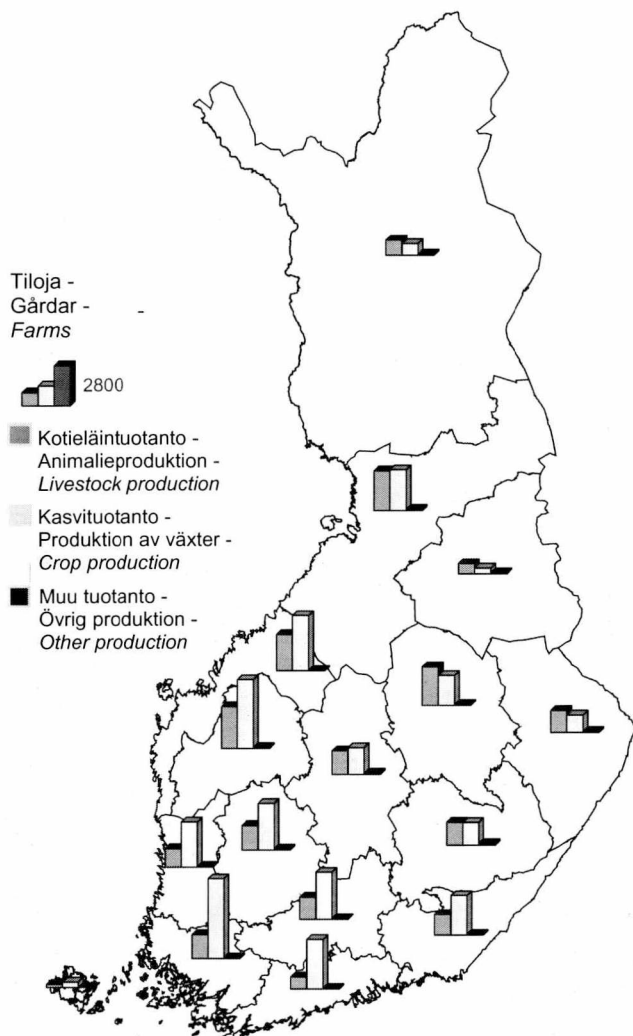 Tiloja -
Gårdar - -
Farms
2800
Kotieläintuotanto -
Animalieproduktion -
Livestock production
Kasvituotanto -
Produktion av växter -
Crop production
Muu tuotanto -
Övrig produktion -
Other production